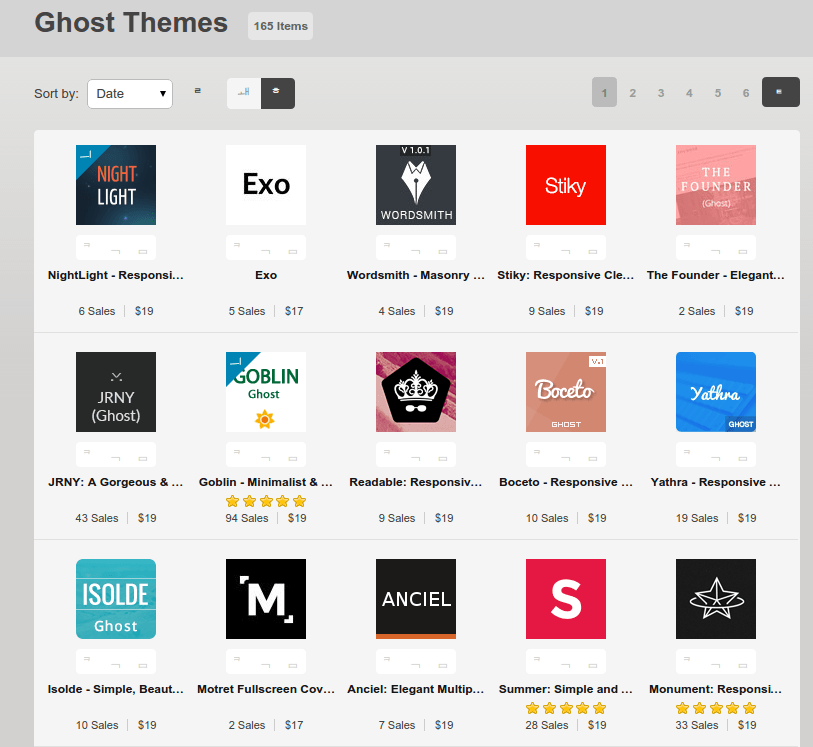 Ghost Themes 165 Items
Sort by: Date 1 2 3 4 5 6
NIGHT
LIGHT
Exo
V 1.0.1
WORDSMITH
Stiky
THE
FOUNDER
(Ghost)
NightLight - Responsi... Exo Wordsmith - Masonry ... Stiky: Responsive Cle... The Founder - Elegant...
6 Sales $19 5 Sales $17 4 Sales $19 9 Sales $19 2 Sales $19
JRNY
(Ghost)
GOBLIN
Ghost
V.1
Boceto
GHOST
Yathra
GHOST
JRNY: A Gorgeous & ... Goblin - Minimalist & ... Readable: Responsiv... Boceto - Responsive ... Yathra - Responsive ...
43 Sales $19 94 Sales $19 9 Sales $19 10 Sales $19 19 Sales $19
ISOLDE
Ghost
M
ANCIEL
S
Isolde - Simple, Beaut... Motret Fullscreen Cov... Anciel: Elegant Multip... Summer: Simple and ... Monument: Responsi...
10 Sales $19 2 Sales $17 7 Sales $19 28 Sales $19 33 Sales $19